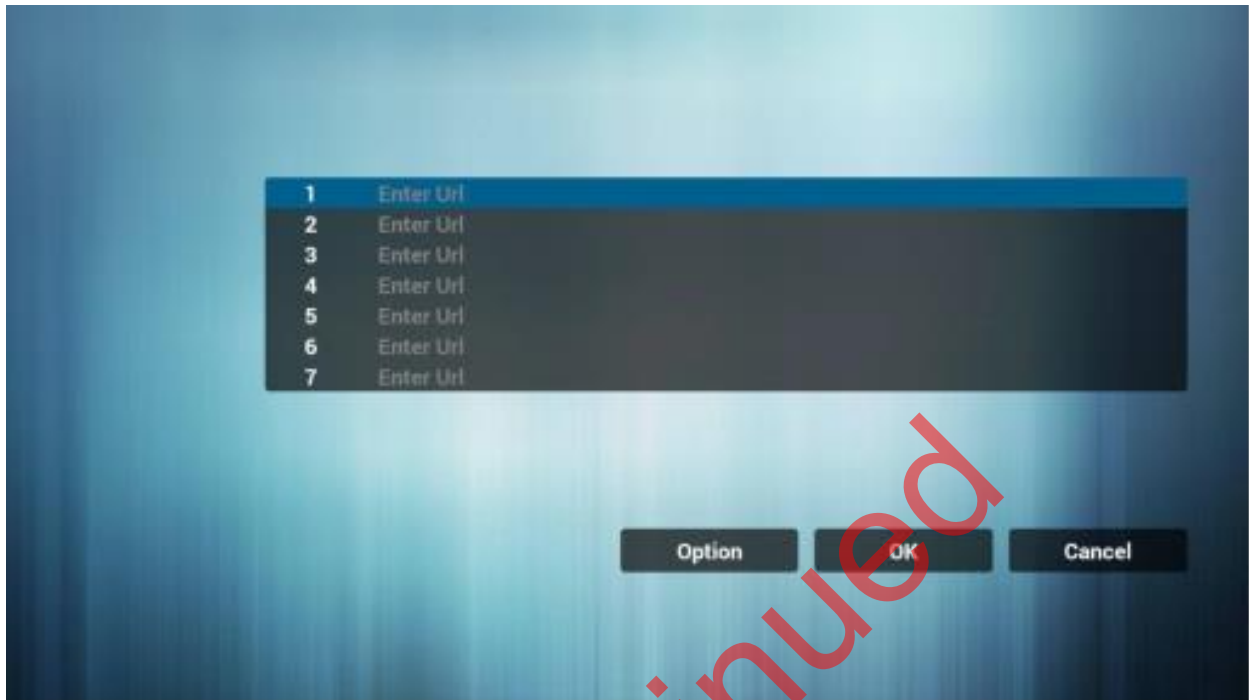 1 Enter Url
2 Enter Url
3 Enter Url
4 Enter Url
5 Enter Url
6 Enter Url
7 Enter Url
Option OK Cancel
inued